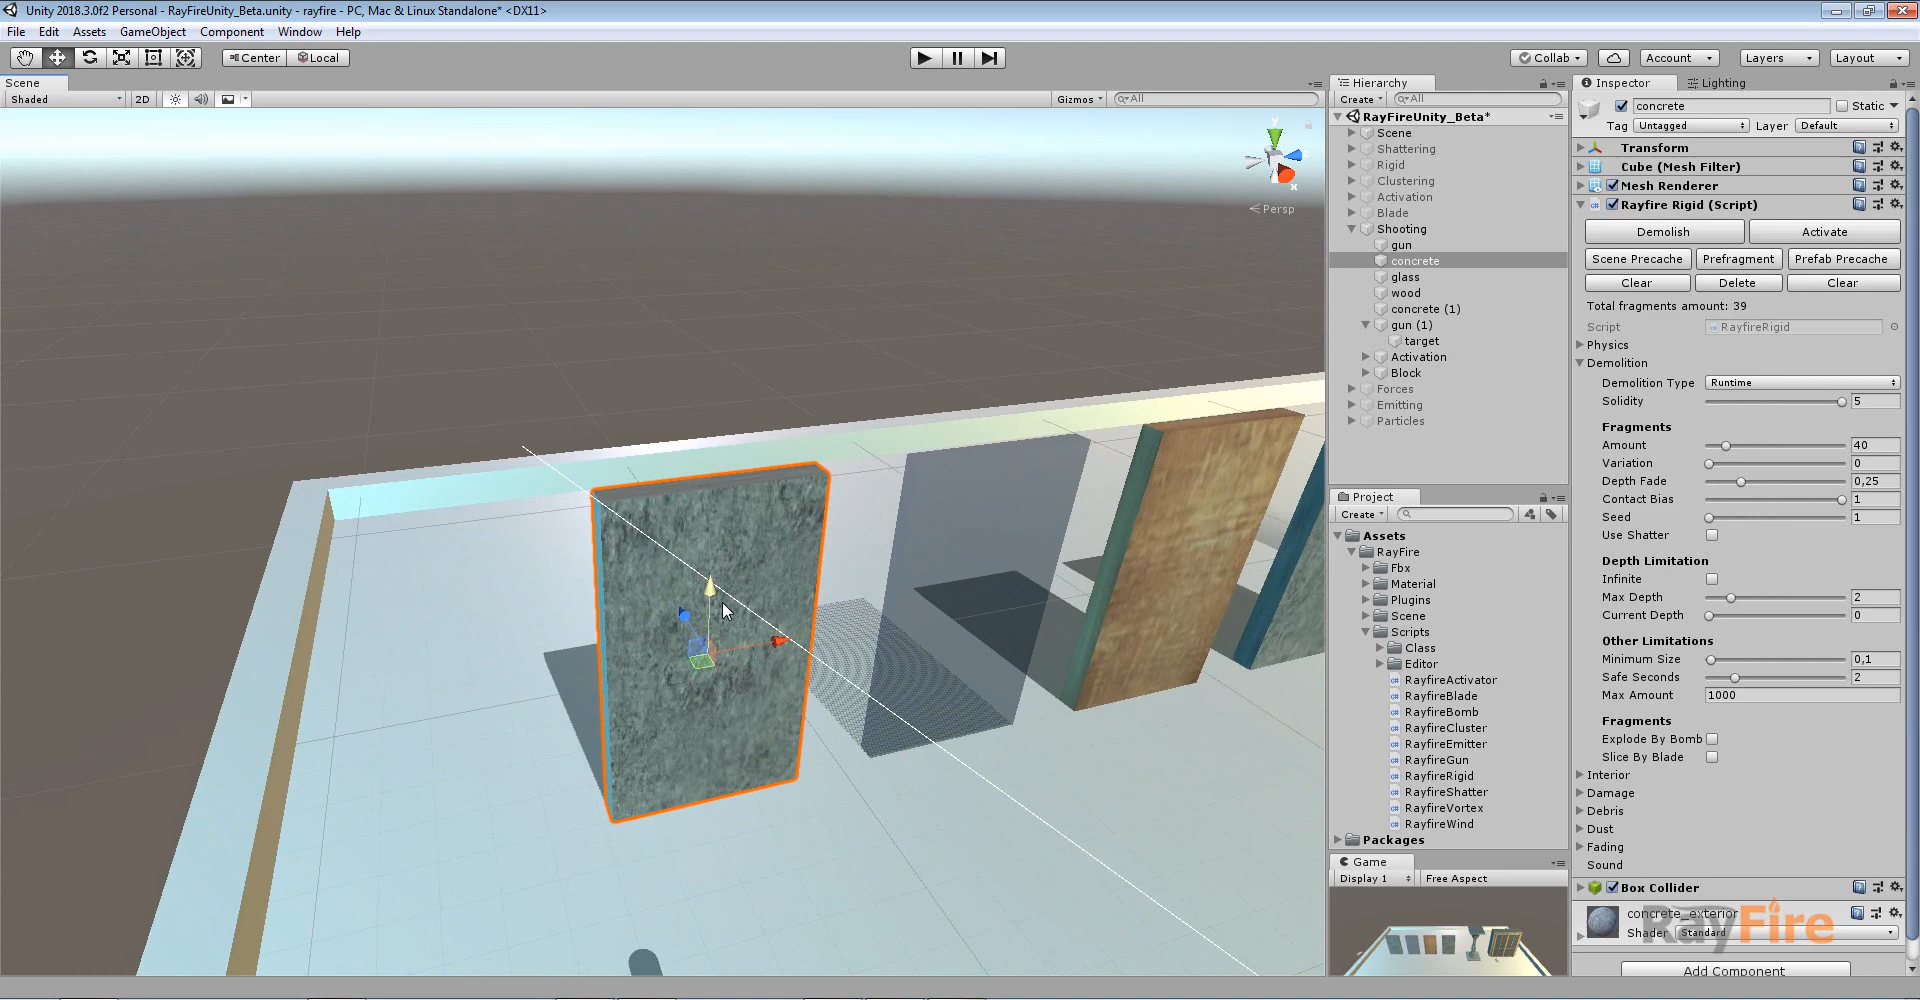 Unity 2018.3.0f2 Personal - RayFireUnity_Beta.unity - rayfire - PC, Mac & Linux Standalone* <DX11>
File Edit Assets GameObject Component Window Help
Center Local Collab Account Layers Layout
Scene
Shaded 2D Gizmos All
y
x
Persp
Hierarchy
Create All
RayFireUnity_Beta*
Scene
Shattering
Rigid
Clustering
Activation
Blade
Shooting
gun
concrete
glass
wood
concrete (1)
gun (1)
target
Activation
Block
Forces
Emitting
Particles
Project
Create
Assets
RayFire
Fbx
Material
Plugins
Scene
Scripts
Class
Editor
RayfireActivator
RayfireBlade
RayfireBomb
RayfireCluster
RayfireEmitter
RayfireGun
RayfireRigid
RayfireShatter
RayfireVortex
RayfireWind
Packages
Game
Display 1 Free Aspect
Inspector Lighting
concrete Static
Tag Untagged Layer Default
Transform
Cube (Mesh Filter)
Mesh Renderer
Rayfire Rigid (Script)
Demolish Activate
Scene Precache Prefragment Prefab Precache
Clear Delete Clear
Total fragments amount: 39
Script RayfireRigid
Physics
Demolition
Demolition Type Runtime
Solidity 5
Fragments
Amount 40
Variation 0
Depth Fade 0,25
Contact Bias 1
Seed 1
Use Shatter
Depth Limitation
Infinite
Max Depth 2
Current Depth 0
Other Limitations
Minimum Size 0,1
Safe Seconds 2
Max Amount 1000
Fragments
Explode By Bomb
Slice By Blade
Interior
Damage
Debris
Dust
Fading
Sound
Box Collider
concrete_exterior
Shader Standard
RayFire
Add Component